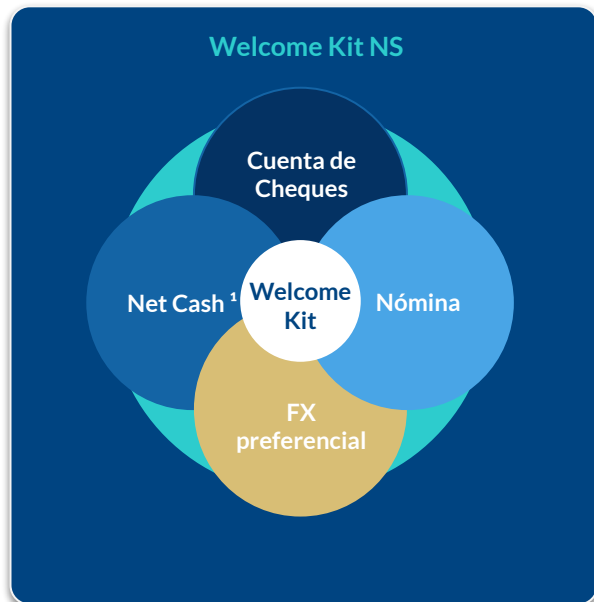 Welcome Kit NS
Cuenta de
Cheques
Net Cash ¹
Welcome
Kit
Nómina
FX
preferencial